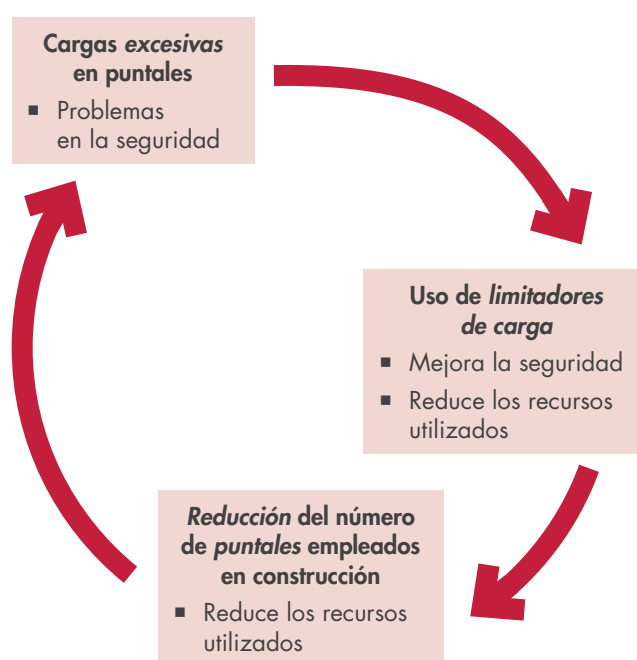 Cargas excesivas
en puntales
▪ Problemas
en la seguridad
Uso de limitadores
de carga
▪ Mejora la seguridad
▪ Reduce los recursos
utilizados
Reducción del número
de puntales empleados
en construcción
▪ Reduce los recursos
utilizados